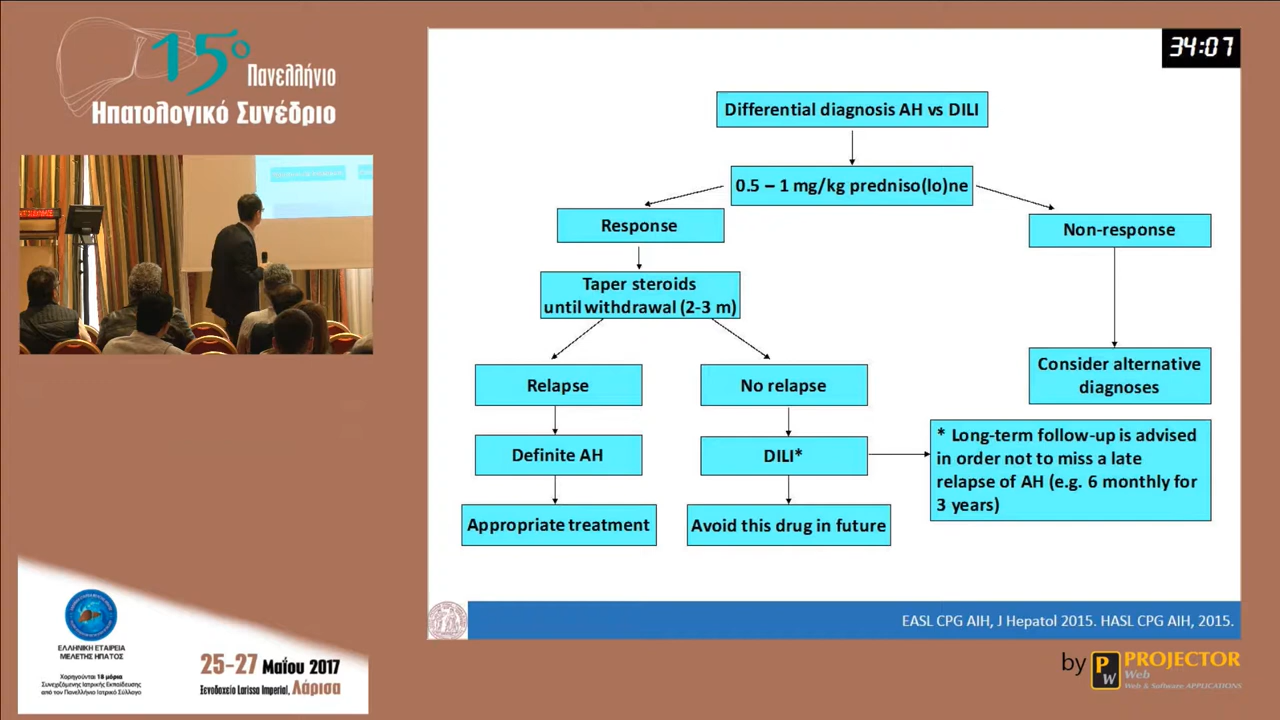 15ο
Πανελλήνιο
Ηπατολογικό Συνέδριο
34:07
Differential diagnosis AH vs DILI
0.5 – 1 mg/kg predniso(lo)ne
Response
Non-response
Taper steroids
until withdrawal (2-3 m)
Consider alternative
diagnoses
Relapse
No relapse
Definite AH
DILI*
* Long-term follow-up is advised
in order not to miss a late
relapse of AH (e.g. 6 monthly for
3 years)
Appropriate treatment
Avoid this drug in future
EASL CPG AIH, J Hepatol 2015. HASL CPG AIH, 2015.
ΕΛΛΗΝΙΚΗ ΕΤΑΙΡΕΙΑ
ΜΕΛΕΤΗΣ ΗΠΑΤΟΣ
Χορηγούνται 18 μόρια
Συνεχιζόμενης Ιατρικής Εκπαίδευσης
από τον Πανελλήνιο Ιατρικό Σύλλογο
25-27 Μαΐου 2017
Ξενοδοχείο Larissa Imperial, Λάρισα
by PW PROJECTOR
Web
Web & Software APPLICATIONS